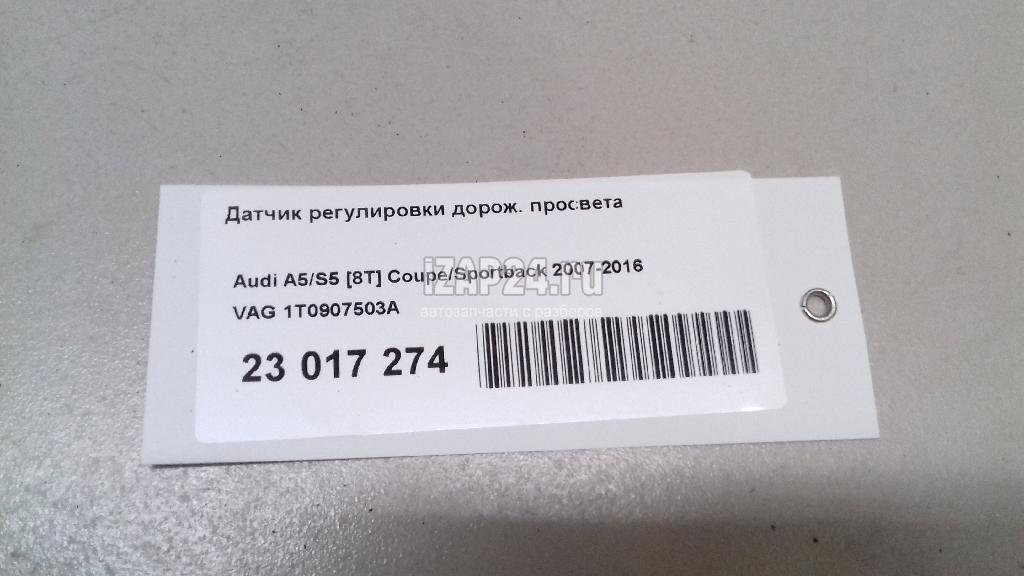 Датчик регулировки дорож. просвета
Audi A5/S5 [8T] Coupe/Sportback 2007-2016
iZAP24.ru
VAG 1T0907503A
автозапчасти с разборов
23 017 274